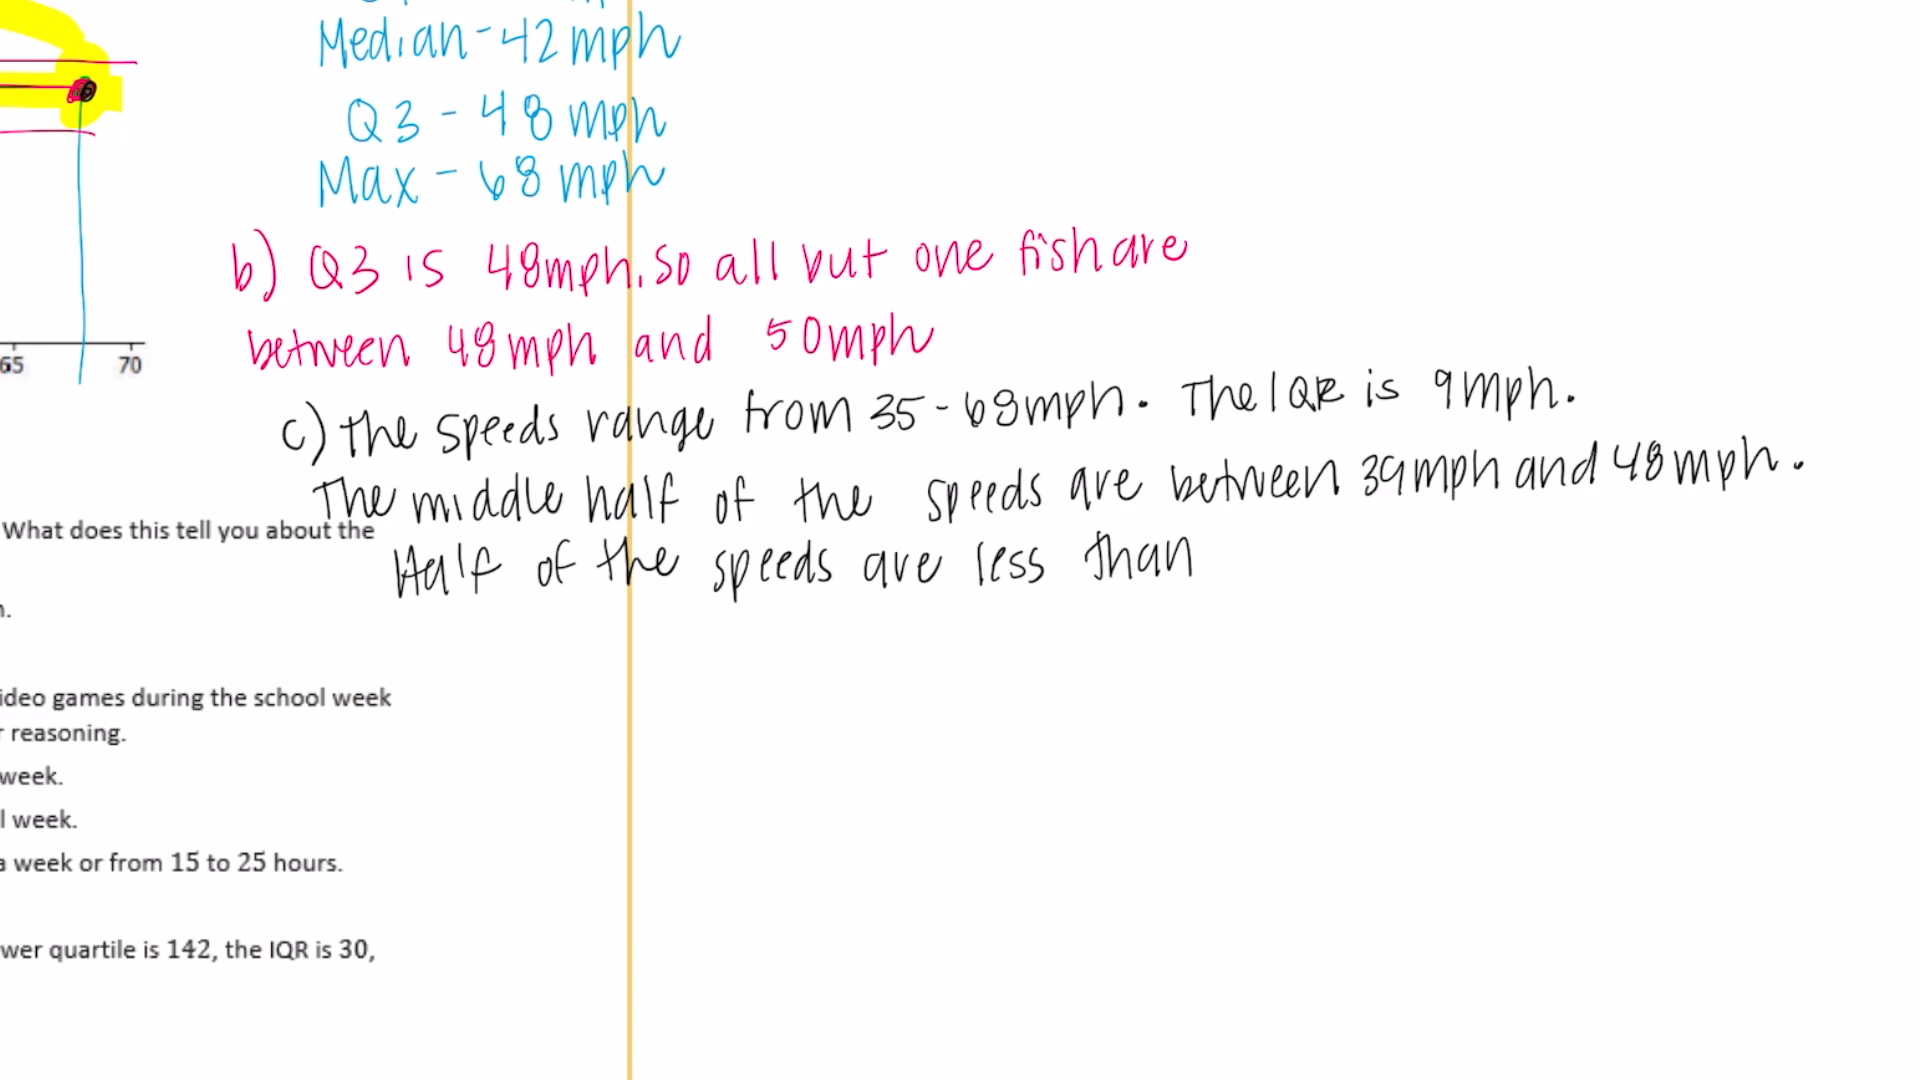 Median - 42 mph
Q3 - 48 mph
Max - 68 mph
b) Q3 is 48mph, so all but one fish are
between 48mph and 50mph
65 70
c) The speeds range from 35-68mph. The IQR is 9mph.
The middle half of the speeds are between 39mph and 48mph.
What does this tell you about the
Half of the speeds are less than
ideo games during the school week
reasoning.
week.
l week.
a week or from 15 to 25 hours.
wer quartile is 142, the IQR is 30,